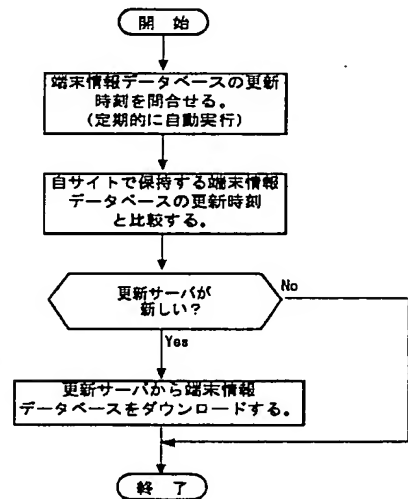 開 始
端末情報データベースの更新
時刻を問合せる。
(定期的に自動実行)
自サイトで保持する端末情報
データベースの更新時刻
と比較する。
更新サーバが
新しい?
No
Yes
更新サーバから端末情報
データベースをダウンロードする。
終 了